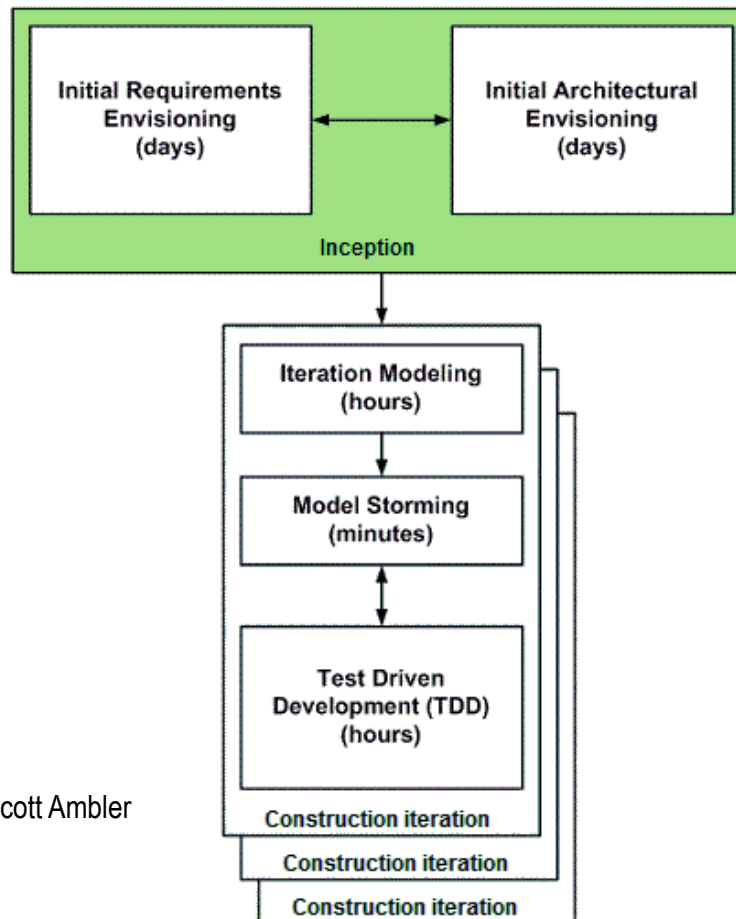 Initial Requirements
Envisioning
(days)
Initial Architectural
Envisioning
(days)
Inception
Iteration Modeling
(hours)
Model Storming
(minutes)
Test Driven
Development (TDD)
(hours)
cott Ambler
Construction iteration
Construction iteration
Construction iteration